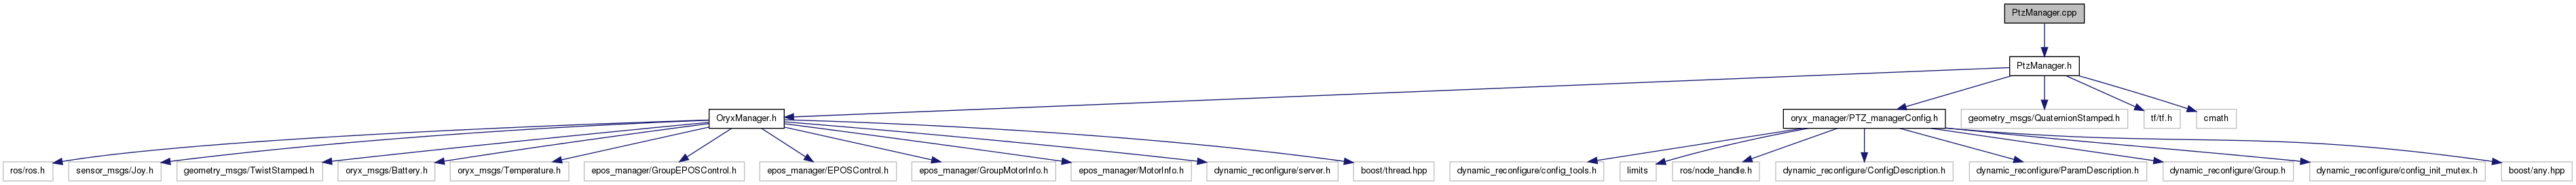 PtzManager.cpp
PtzManager.h
OryxManager.h
oryx_manager/PTZ_managerConfig.h
geometry_msgs/QuaternionStamped.h
tf/tf.h
cmath
ros/ros.h
sensor_msgs/Joy.h
geometry_msgs/TwistStamped.h
oryx_msgs/Battery.h
oryx_msgs/Temperature.h
epos_manager/GroupEPOSControl.h
epos_manager/EPOSControl.h
epos_manager/GroupMotorInfo.h
epos_manager/MotorInfo.h
dynamic_reconfigure/server.h
boost/thread.hpp
dynamic_reconfigure/config_tools.h
limits
ros/node_handle.h
dynamic_reconfigure/ConfigDescription.h
dynamic_reconfigure/ParamDescription.h
dynamic_reconfigure/Group.h
dynamic_reconfigure/config_init_mutex.h
boost/any.hpp